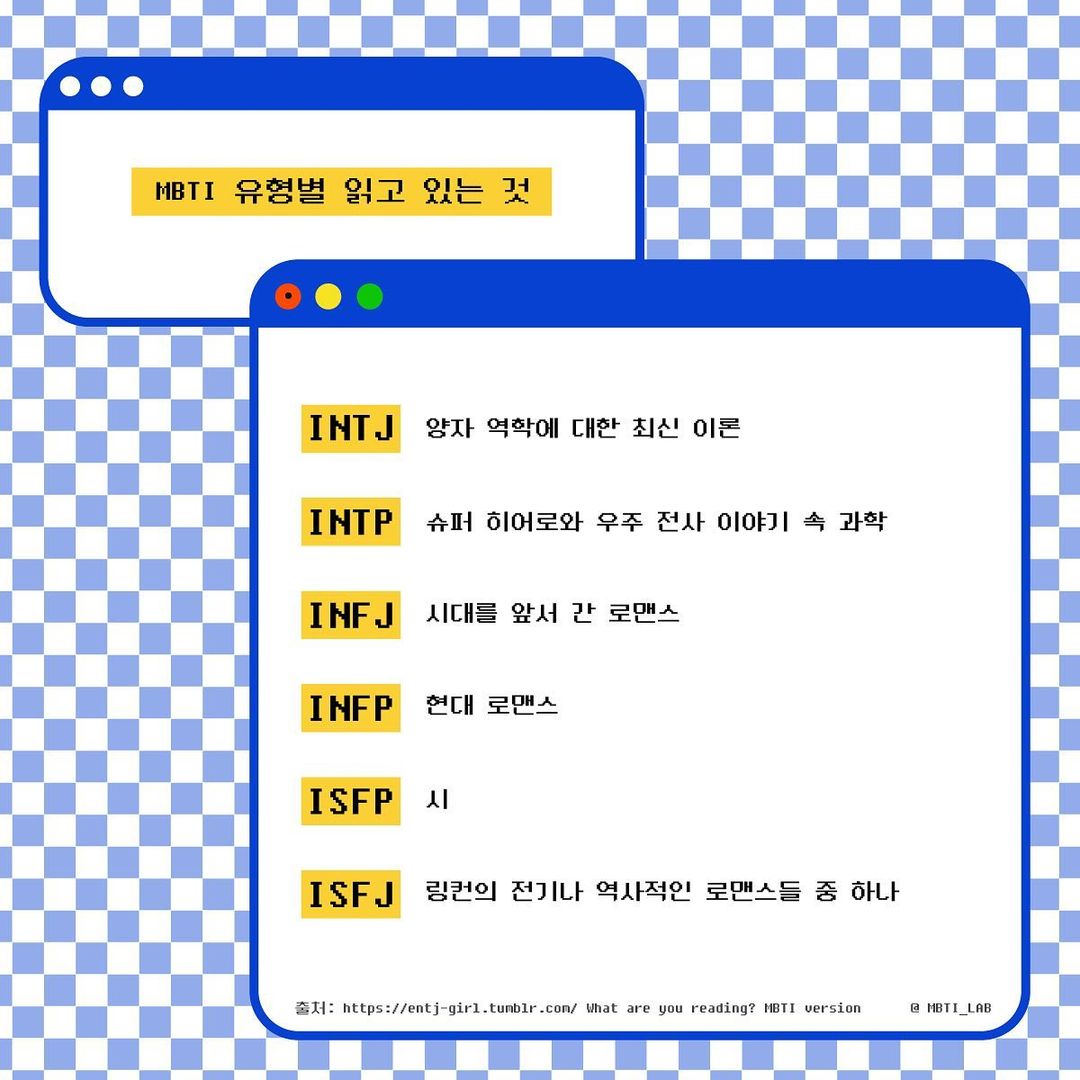 MBTI 유형별 읽고 있는 것
INTJ 양자 역학에 대한 최신 이론
INTP 슈퍼 히어로와 우주 전사 이야기 속 과학
INFJ 시대를 앞서 간 로맨스
INFP 현대 로맨스
ISFP 시
ISFJ 링컨의 전기나 역사적인 로맨스들 중 하나
출처: https://entj-girl.tumblr.com/ What are you reading? MBTI version @ MBTI_LAB